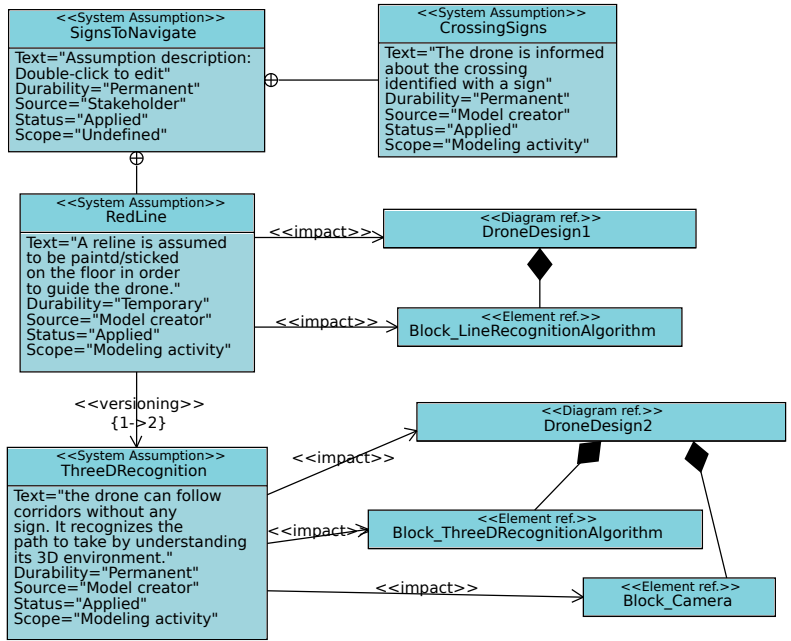 <<System Assumption>>
SignsToNavigate
Text="Assumption description:
Double-click to edit"
Durability="Permanent"
Source="Stakeholder"
Status="Applied"
Scope="Undefined"
<<System Assumption>>
CrossingSigns
Text="The drone is informed
about the crossing
identified with a sign"
Durability="Permanent"
Source="Model creator"
Status="Applied"
Scope="Modeling activity"
<<System Assumption>>
RedLine
Text="A reline is assumed
to be paintd/sticked
on the floor in order
to guide the drone."
Durability="Temporary"
Source="Model creator"
Status="Applied"
Scope="Modeling activity"
<<impact>>
<<Diagram ref.>>
DroneDesign1
<<impact>>
<<Element ref.>>
Block_LineRecognitionAlgorithm
<<versioning>>
{1->2}
<<System Assumption>>
ThreeDRecognition
Text="the drone can follow
corridors without any
sign. It recognizes the
path to take by understanding
its 3D environment."
Durability="Permanent"
Source="Model creator"
Status="Applied"
Scope="Modeling activity"
<<impact>>
<<Diagram ref.>>
DroneDesign2
<<impact>>
<<Element ref.>>
Block_ThreeDRecognitionAlgorithm
<<impact>>
<<Element ref.>>
Block_Camera